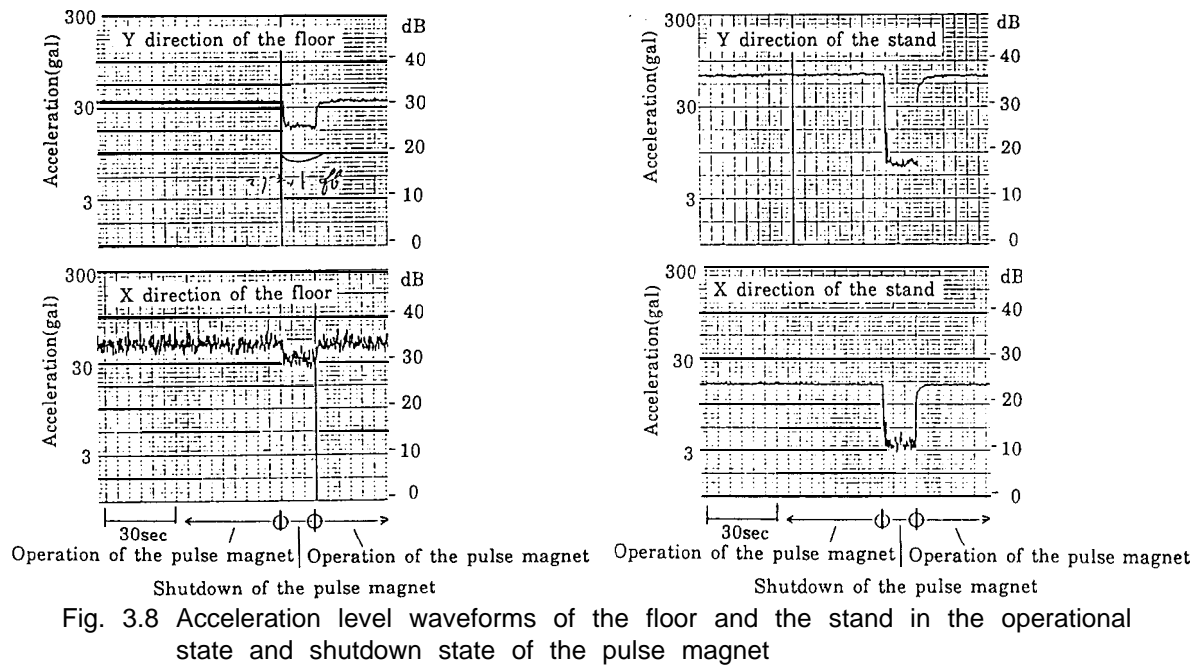 300
Y direction of the floor
dB
40
30
30
20
10
3
0
Acceleration(gal)
300
X direction of the floor
dB
40
30
30
20
10
3
0
Acceleration(gal)
30sec
Operation of the pulse magnet
Operation of the pulse magnet
Shutdown of the pulse magnet
300
Y direction of the stand
dB
40
30
30
20
10
3
0
Acceleration(gal)
300
X direction of the stand
dB
40
30
30
20
10
3
0
Acceleration(gal)
30sec
Operation of the pulse magnet
Operation of the pulse magnet
Shutdown of the pulse magnet
Fig. 3.8 Acceleration level waveforms of the floor and the stand in the operational
state and shutdown state of the pulse magnet